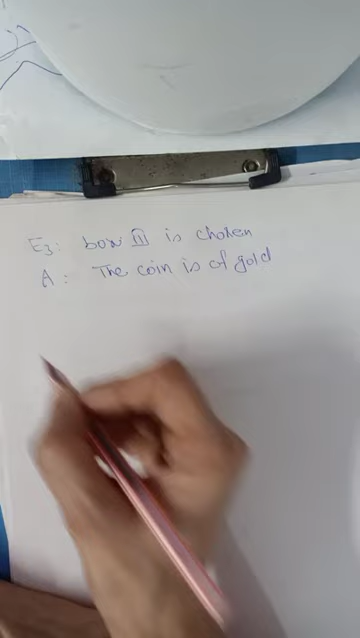 E₃: box III is chosen
A: The coin is of gold